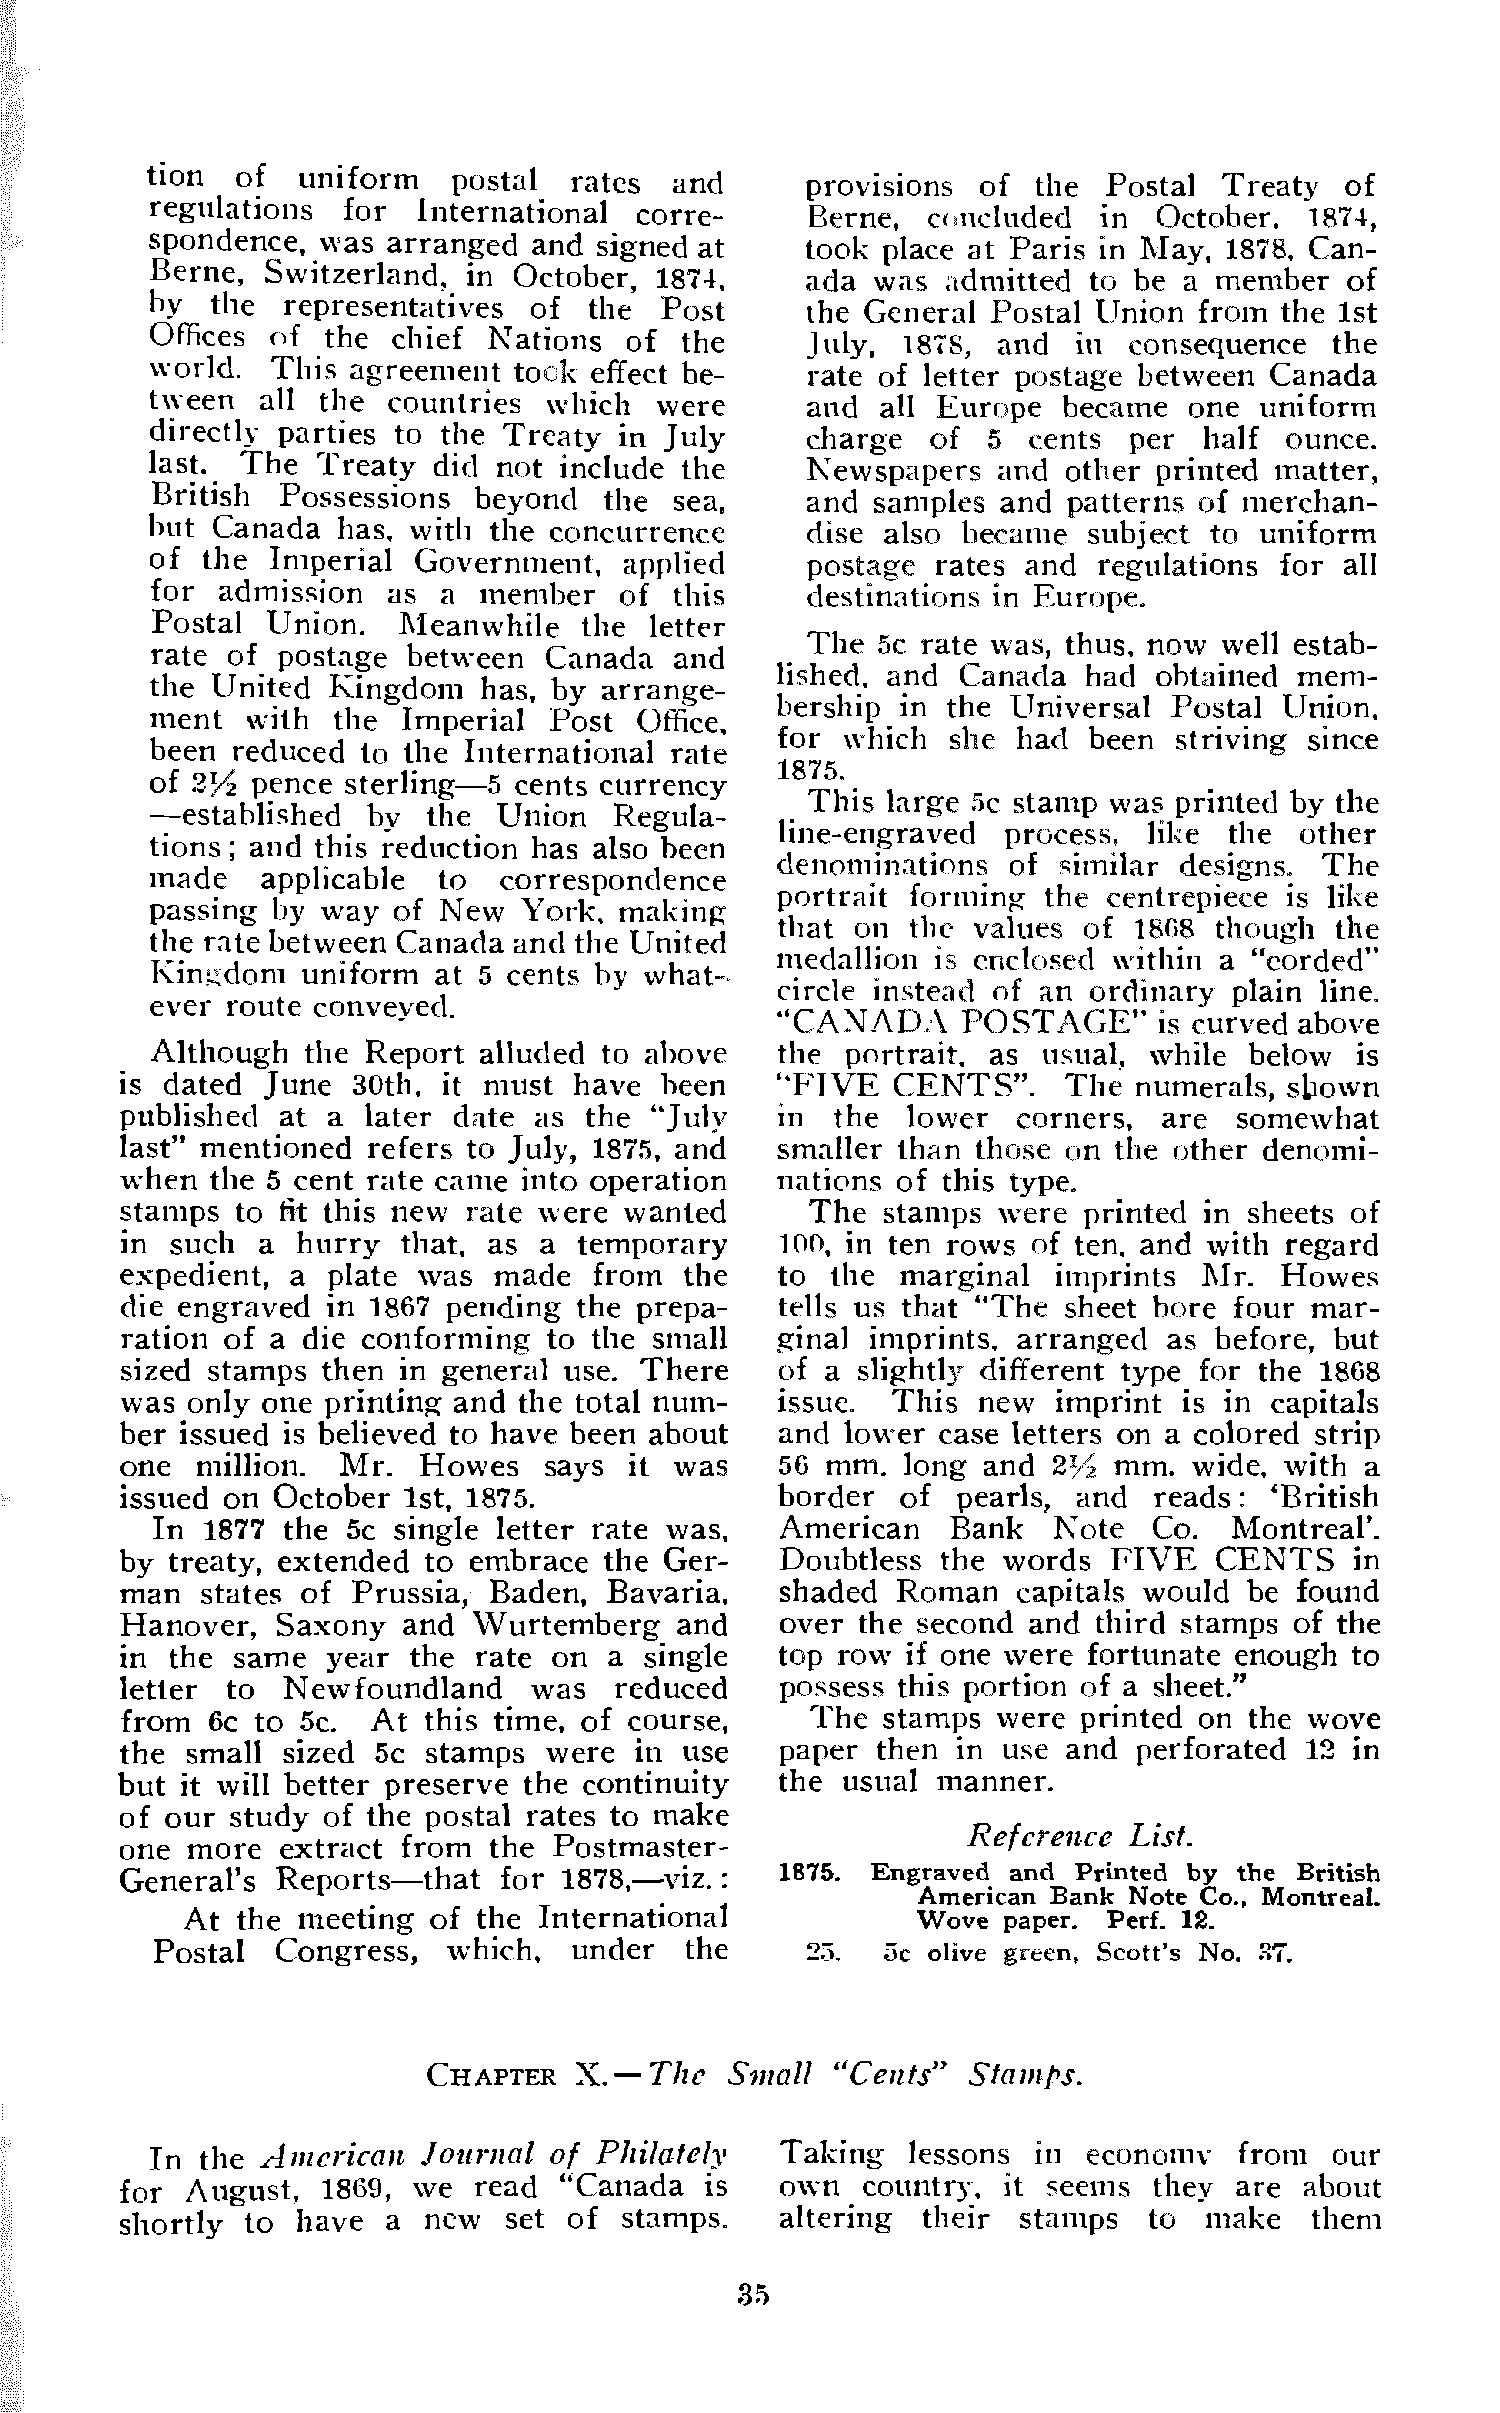 tion of uniform postal rates and
regulations for International corre-
spondence, was arranged and signed at
Berne, Switzerland, in October, 1874,
by the representatives of the Post
Offices of the chief Nations of the
world. This agreement took effect be-
tween all the countries which were
directly parties to the Treaty in July
last. The Treaty did not include the
British Possessions beyond the sea,
but Canada has, with the concurrence
of the Imperial Government, applied
for admission as a member of this
Postal Union. Meanwhile the letter
rate of postage between Canada and
the United Kingdom has, by arrange-
ment with the Imperial Post Office,
been reduced to the International rate
of 2½ pence sterling—5 cents currency
—established by the Union Regula-
tions; and this reduction has also been
made applicable to correspondence
passing by way of New York, making
the rate between Canada and the United
Kingdom uniform at 5 cents by what-
ever route conveyed.
Although the Report alluded to above
is dated June 30th, it must have been
published at a later date as the "July
last" mentioned refers to July, 1875, and
when the 5 cent rate came into operation
stamps to fit this new rate were wanted
in such a hurry that, as a temporary
expedient, a plate was made from the
die engraved in 1867 pending the prepa-
ration of a die conforming to the small
sized stamps then in general use. There
was only one printing and the total num-
ber issued is believed to have been about
one million. Mr. Howes says it was
issued on October 1st, 1875.
In 1877 the 5c single letter rate was,
by treaty, extended to embrace the Ger-
man states of Prussia, Baden, Bavaria,
Hanover, Saxony and Wurtemberg and
in the same year the rate on a single
letter to Newfoundland was reduced
from 6c to 5c. At this time, of course,
the small sized 5c stamps were in use
but it will better preserve the continuity
of our study of the postal rates to make
one more extract from the Postmaster-
General's Reports—that for 1878,—viz.:
At the meeting of the International
Postal Congress, which, under the
provisions of the Postal Treaty of
Berne, concluded in October, 1874,
took place at Paris in May, 1878, Can-
ada was admitted to be a member of
the General Postal Union from the 1st
July, 1878, and in consequence the
rate of letter postage between Canada
and all Europe became one uniform
charge of 5 cents per half ounce.
Newspapers and other printed matter,
and samples and patterns of merchan-
dise also became subject to uniform
postage rates and regulations for all
destinations in Europe.
The 5c rate was, thus, now well estab-
lished, and Canada had obtained mem-
bership in the Universal Postal Union,
for which she had been striving since
1875.
This large 5c stamp was printed by the
line-engraved process, like the other
denominations of similar designs. The
portrait forming the centrepiece is like
that on the values of 1868 though the
medallion is enclosed within a "corded"
circle instead of an ordinary plain line.
"CANADA POSTAGE" is curved above
the portrait, as usual, while below is
"FIVE CENTS". The numerals, shown
in the lower corners, are somewhat
smaller than those on the other denomi-
nations of this type.
The stamps were printed in sheets of
100, in ten rows of ten, and with regard
to the marginal imprints Mr. Howes
tells us that "The sheet bore four mar-
ginal imprints, arranged as before, but
of a slightly different type for the 1868
issue. This new imprint is in capitals
and lower case letters on a colored strip
56 mm. long and 2½ mm. wide, with a
border of pearls, and reads: 'British
American Bank Note Co. Montreal'.
Doubtless the words FIVE CENTS in
shaded Roman capitals would be found
over the second and third stamps of the
top row if one were fortunate enough to
possess this portion of a sheet."
The stamps were printed on the wove
paper then in use and perforated 12 in
the usual manner.
Reference List.
1875. Engraved and Printed by the British
American Bank Note Co., Montreal.
Wove paper. Perf. 12.
25. 5c olive green, Scott's No. 37.
CHAPTER X.—The Small "Cents" Stamps.
In the American Journal of Philately
for August, 1869, we read "Canada is
shortly to have a new set of stamps.
Taking lessons in economy from our
own country, it seems they are about
altering their stamps to make them
35